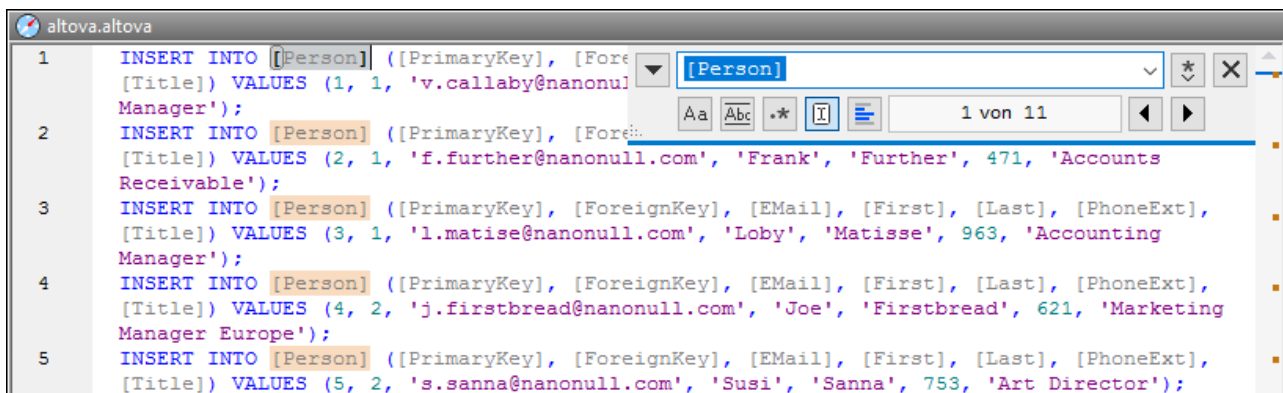 altova.altova
1 INSERT INTO [Person] ([PrimaryKey], [Fore
[Title]) VALUES (1, 1, 'v.callaby@nanonul
Manager');
[Person]
Aa Abc .* 1 von 11
2 INSERT INTO [Person] ([PrimaryKey], [Fore
[Title]) VALUES (2, 1, 'f.further@nanonull.com', 'Frank', 'Further', 471, 'Accounts
Receivable');
3 INSERT INTO [Person] ([PrimaryKey], [ForeignKey], [EMail], [First], [Last], [PhoneExt],
[Title]) VALUES (3, 1, 'l.matise@nanonull.com', 'Loby', 'Matisse', 963, 'Accounting
Manager');
4 INSERT INTO [Person] ([PrimaryKey], [ForeignKey], [EMail], [First], [Last], [PhoneExt],
[Title]) VALUES (4, 2, 'j.firstbread@nanonull.com', 'Joe', 'Firstbread', 621, 'Marketing
Manager Europe');
5 INSERT INTO [Person] ([PrimaryKey], [ForeignKey], [EMail], [First], [Last], [PhoneExt],
[Title]) VALUES (5, 2, 's.sanna@nanonull.com', 'Susi', 'Sanna', 753, 'Art Director');